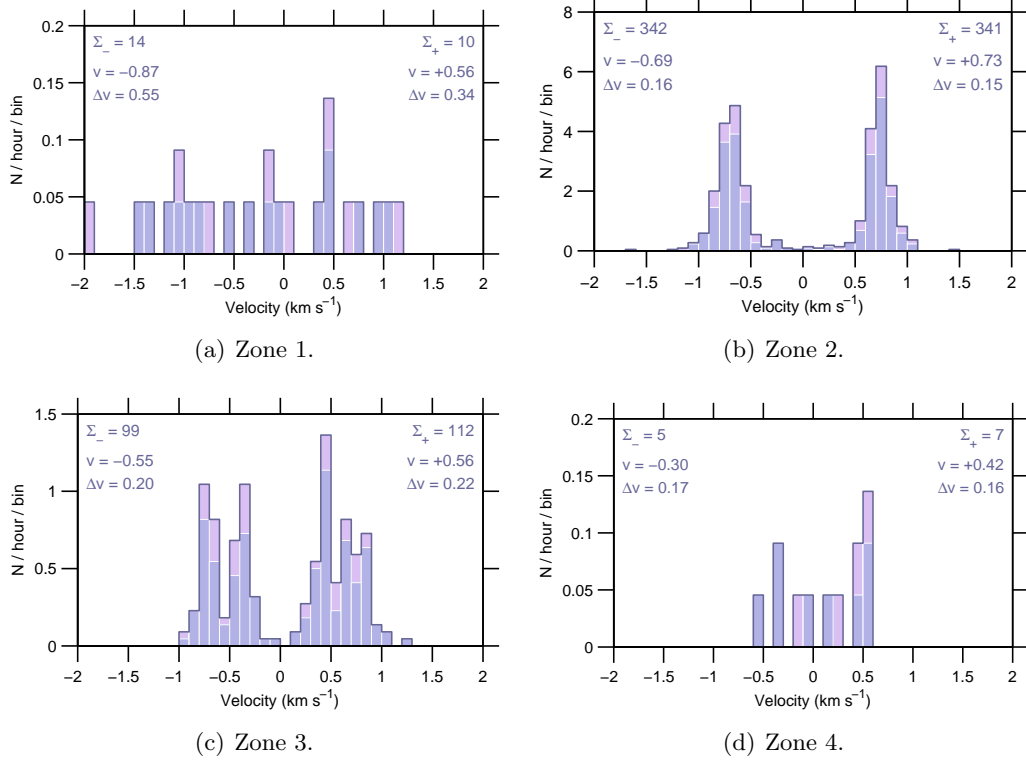 0.2
0.15
0.1
0.05
0
N / hour / bin
Σ− = 14
v = −0.87
Δv = 0.55
Σ+ = 10
v = +0.56
Δv = 0.34
−2 −1.5 −1 −0.5 0 0.5 1 1.5 2
Velocity (km s−1)
(a) Zone 1.
8
6
4
2
0
N / hour / bin
Σ− = 342
v = −0.69
Δv = 0.16
Σ+ = 341
v = +0.73
Δv = 0.15
−2 −1.5 −1 −0.5 0 0.5 1 1.5 2
Velocity (km s−1)
(b) Zone 2.
1.5
1
0.5
0
N / hour / bin
Σ− = 99
v = −0.55
Δv = 0.20
Σ+ = 112
v = +0.56
Δv = 0.22
−2 −1.5 −1 −0.5 0 0.5 1 1.5 2
Velocity (km s−1)
(c) Zone 3.
0.2
0.15
0.1
0.05
0
N / hour / bin
Σ− = 5
v = −0.30
Δv = 0.17
Σ+ = 7
v = +0.42
Δv = 0.16
−2 −1.5 −1 −0.5 0 0.5 1 1.5 2
Velocity (km s−1)
(d) Zone 4.